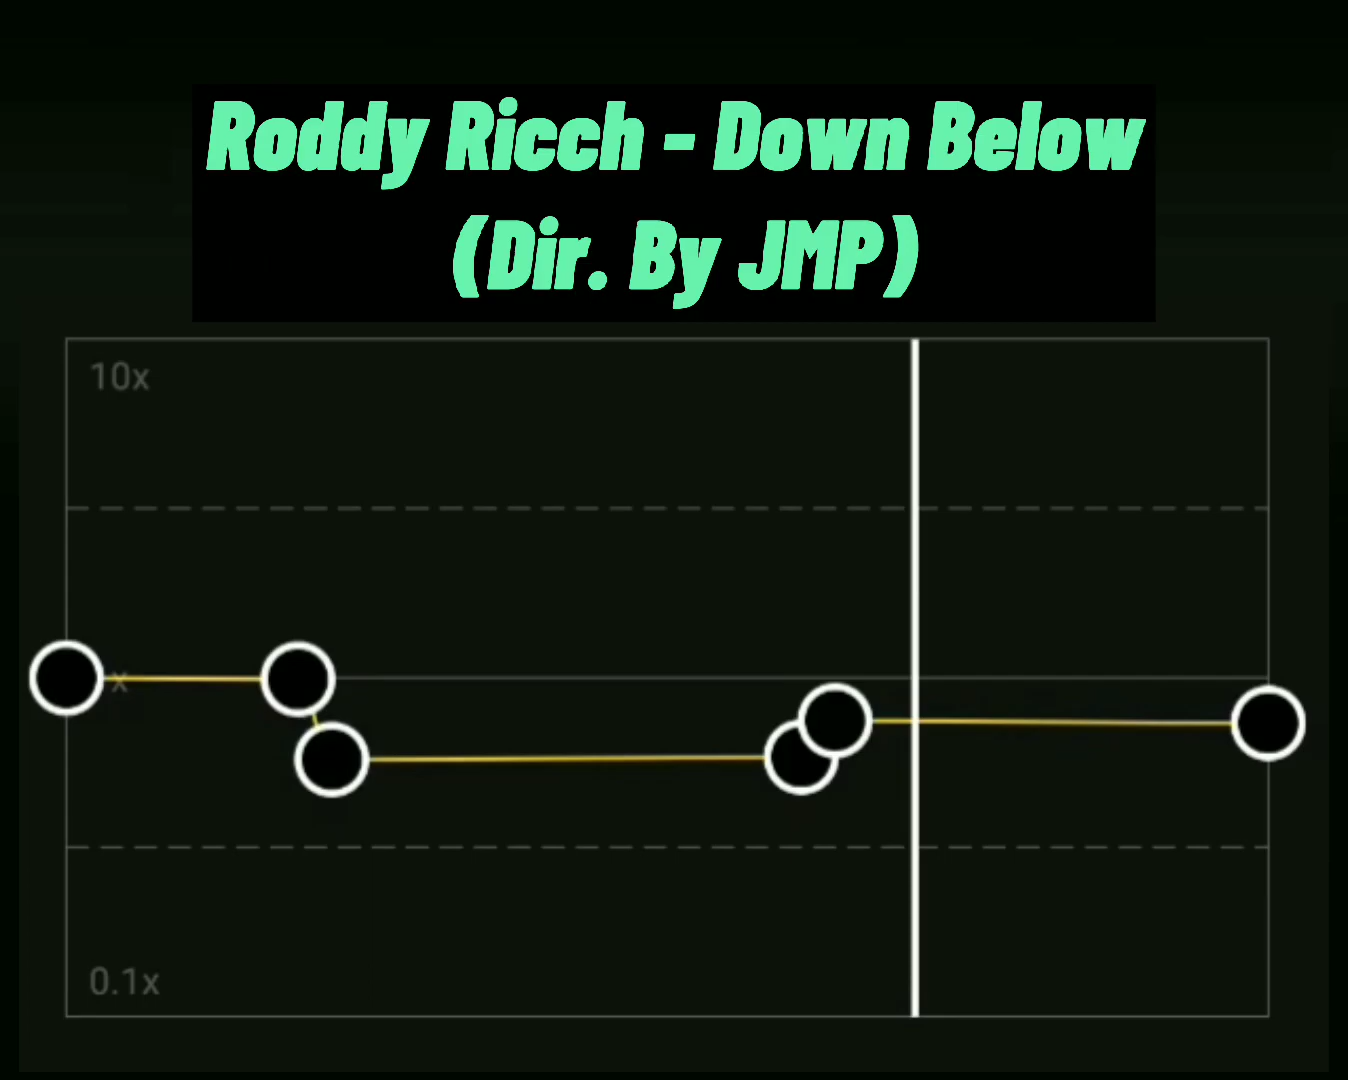 Roddy Ricch - Down Below
(Dir. By JMP)
10x
x
0.1x